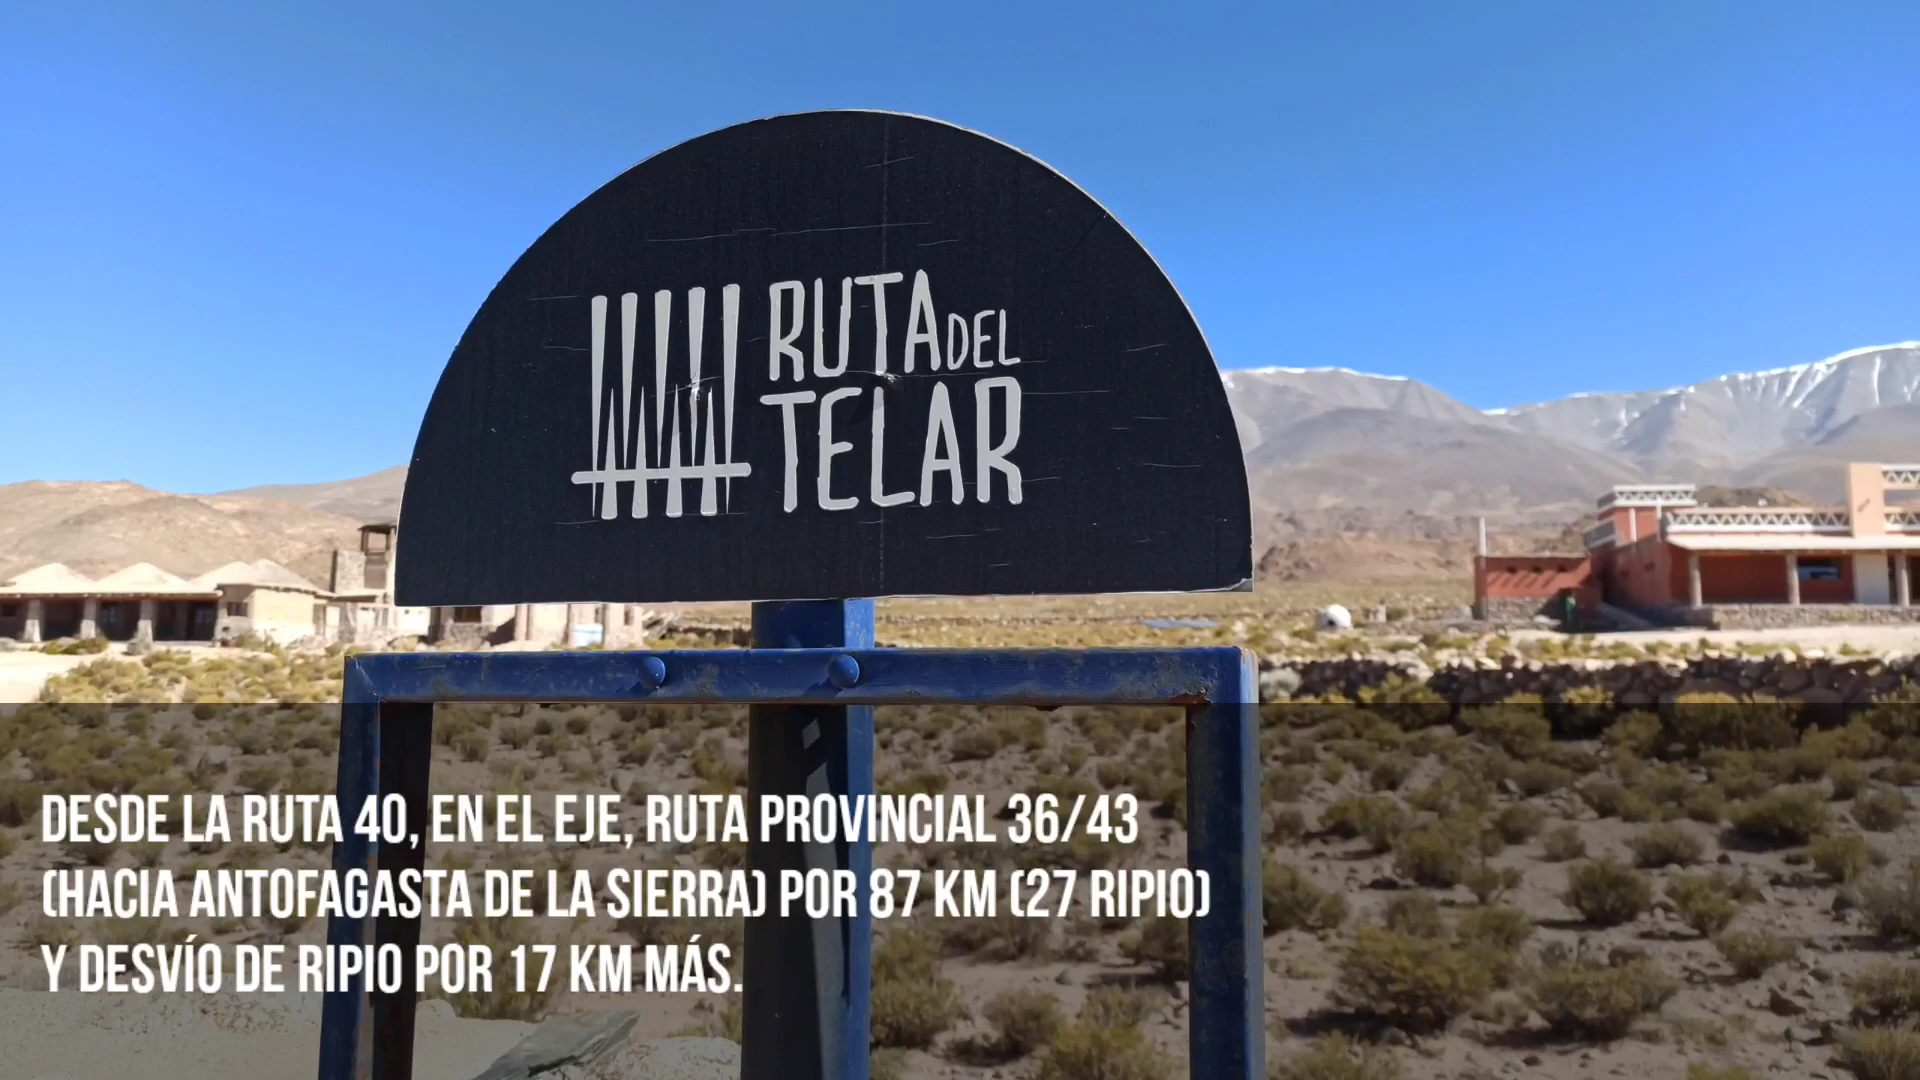 RUTA DEL
TELAR
DESDE LA RUTA 40, EN EL EJE, RUTA PROVINCIAL 36/43
(HACIA ANTOFAGASTA DE LA SIERRA) POR 87 KM (27 RIPIO)
Y DESVÍO DE RIPIO POR 17 KM MÁS.